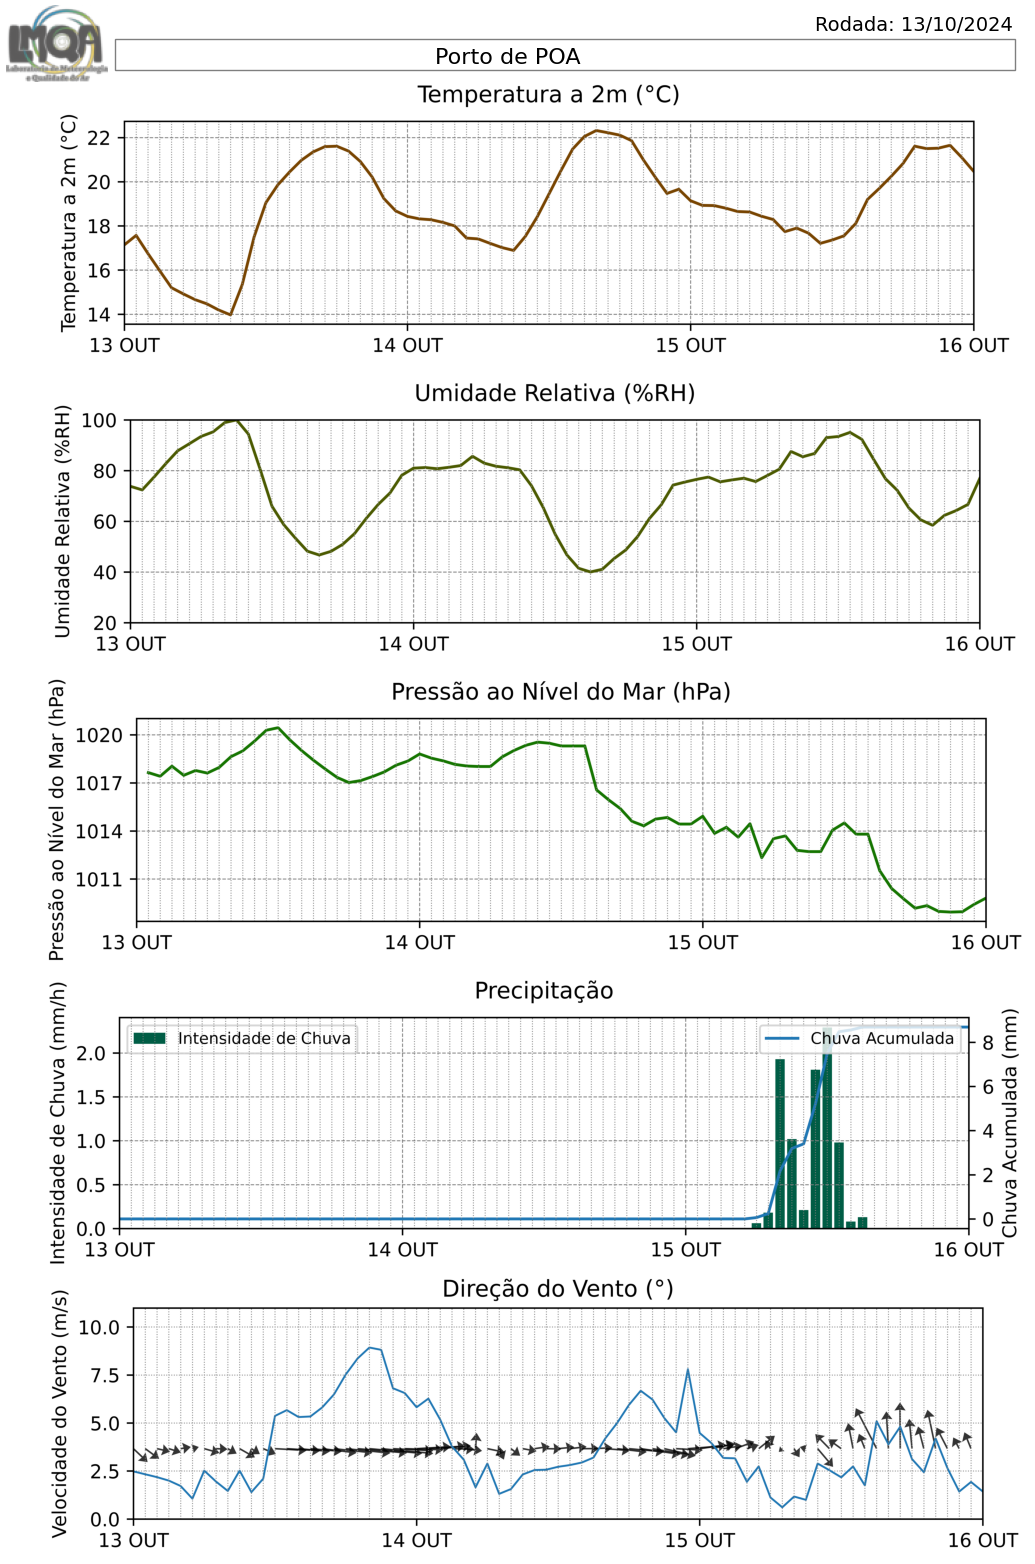 LMQA
Laboratório de Meteorologia
e Qualidade do Ar
Rodada: 13/10/2024
Porto de POA
Temperatura a 2m (°C)
Temperatura a 2m (°C)
22
20
18
16
14
13 OUT 14 OUT 15 OUT 16 OUT
Umidade Relativa (%RH)
Umidade Relativa (%RH)
100
80
60
40
20
13 OUT 14 OUT 15 OUT 16 OUT
Pressão ao Nível do Mar (hPa)
Pressão ao Nível do Mar (hPa)
1020
1017
1014
1011
13 OUT 14 OUT 15 OUT 16 OUT
Precipitação
Intensidade de Chuva (mm/h)
Intensidade de Chuva
Chuva Acumulada
Chuva Acumulada (mm)
2.0
1.5
1.0
0.5
0.0
8
6
4
2
0
13 OUT 14 OUT 15 OUT 16 OUT
Direção do Vento (°)
Velocidade do Vento (m/s)
10.0
7.5
5.0
2.5
0.0
13 OUT 14 OUT 15 OUT 16 OUT